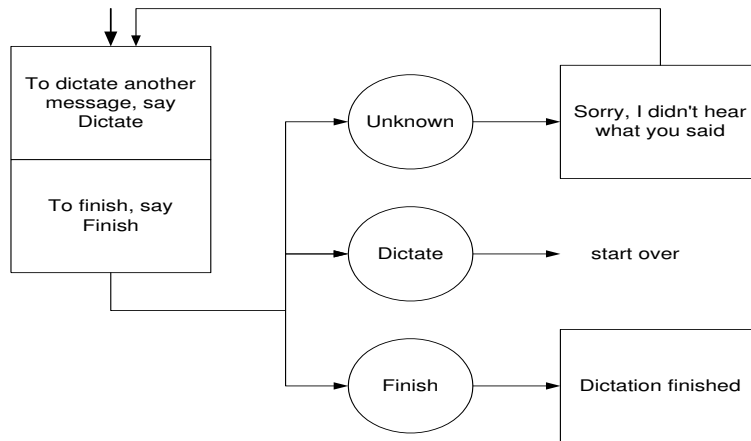 To dictate another
message, say
Dictate
To finish, say
Finish
Unknown
Sorry, I didn't hear
what you said
Dictate
start over
Finish
Dictation finished